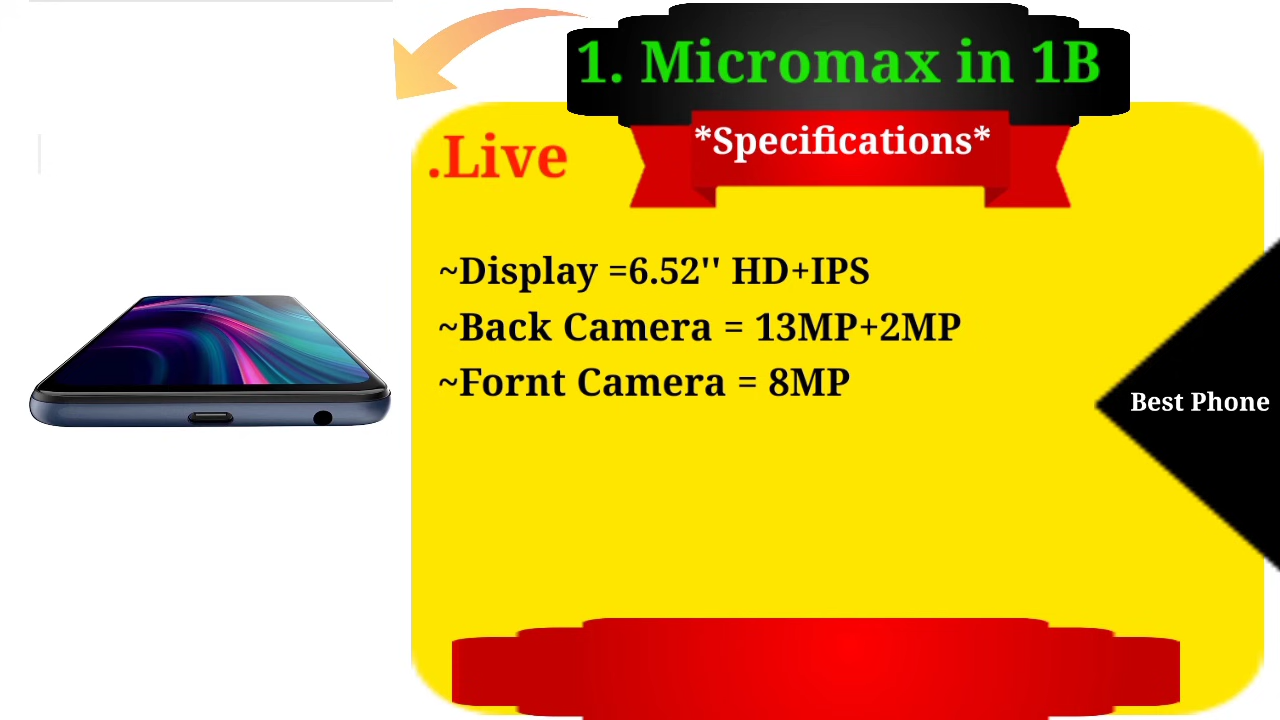 1. Micromax in 1B
*Specifications*
.Live
~Display =6.52'' HD+IPS
~Back Camera = 13MP+2MP
~Fornt Camera = 8MP
Best Phone